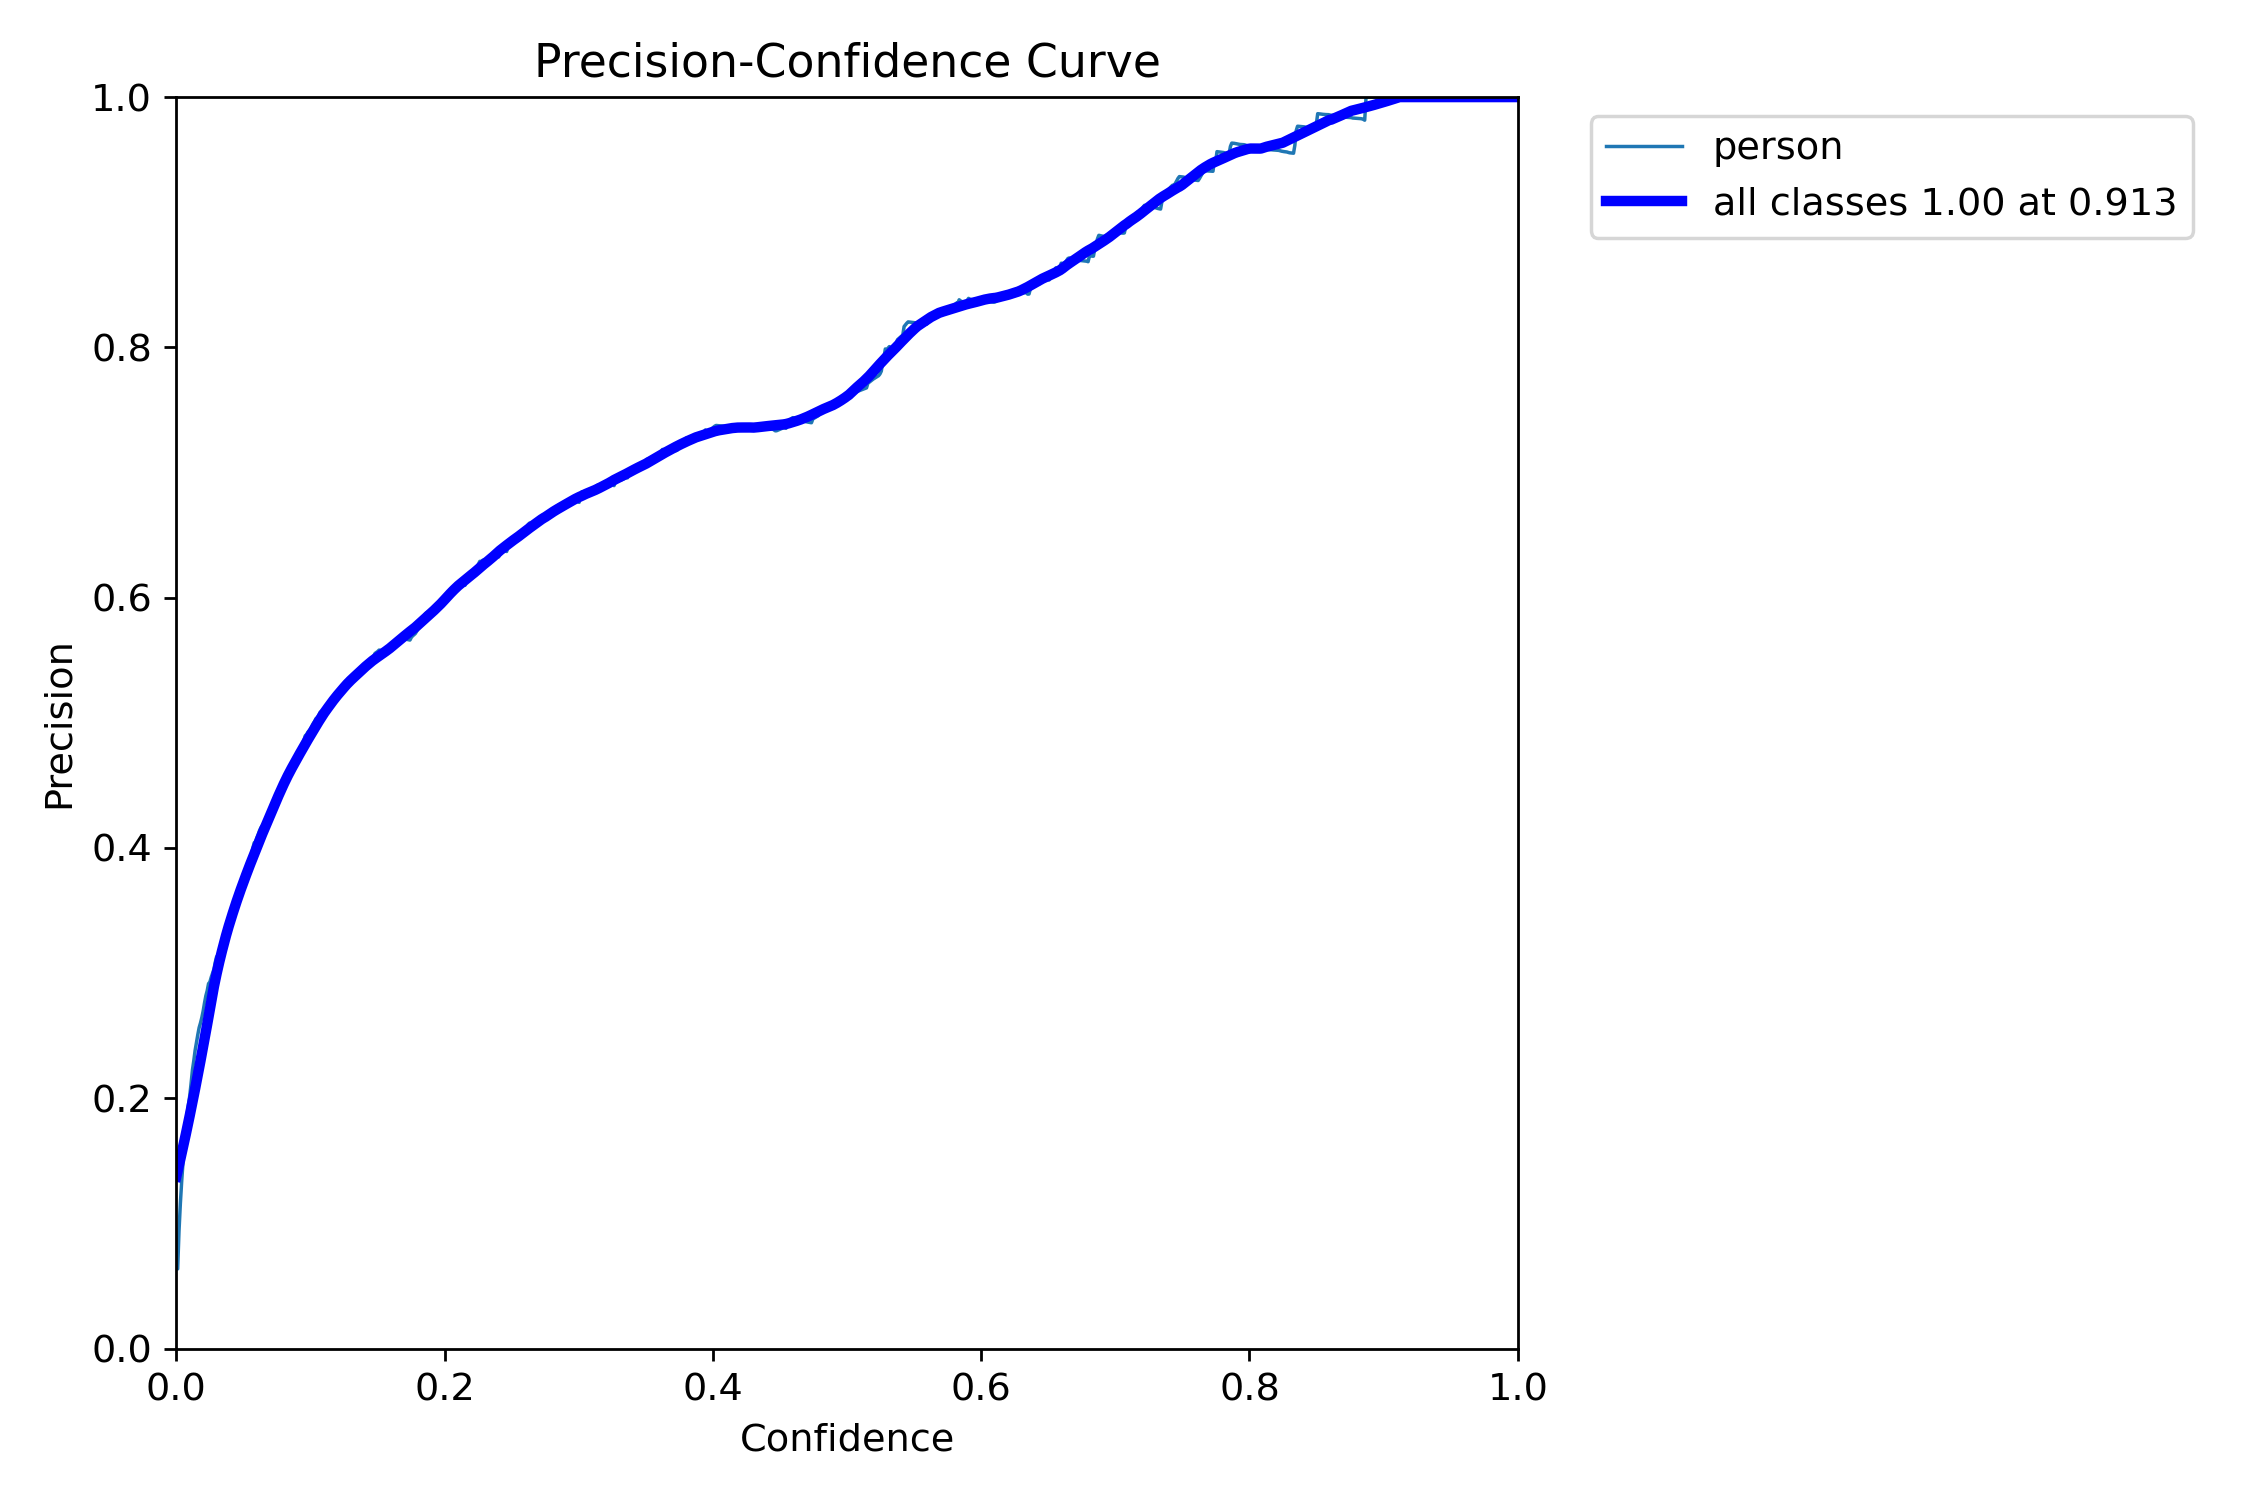 Precision-Confidence Curve
1.0
0.8
0.6
0.4
0.2
0.0
Precision
0.0 0.2 0.4 0.6 0.8 1.0
Confidence
person
all classes 1.00 at 0.913